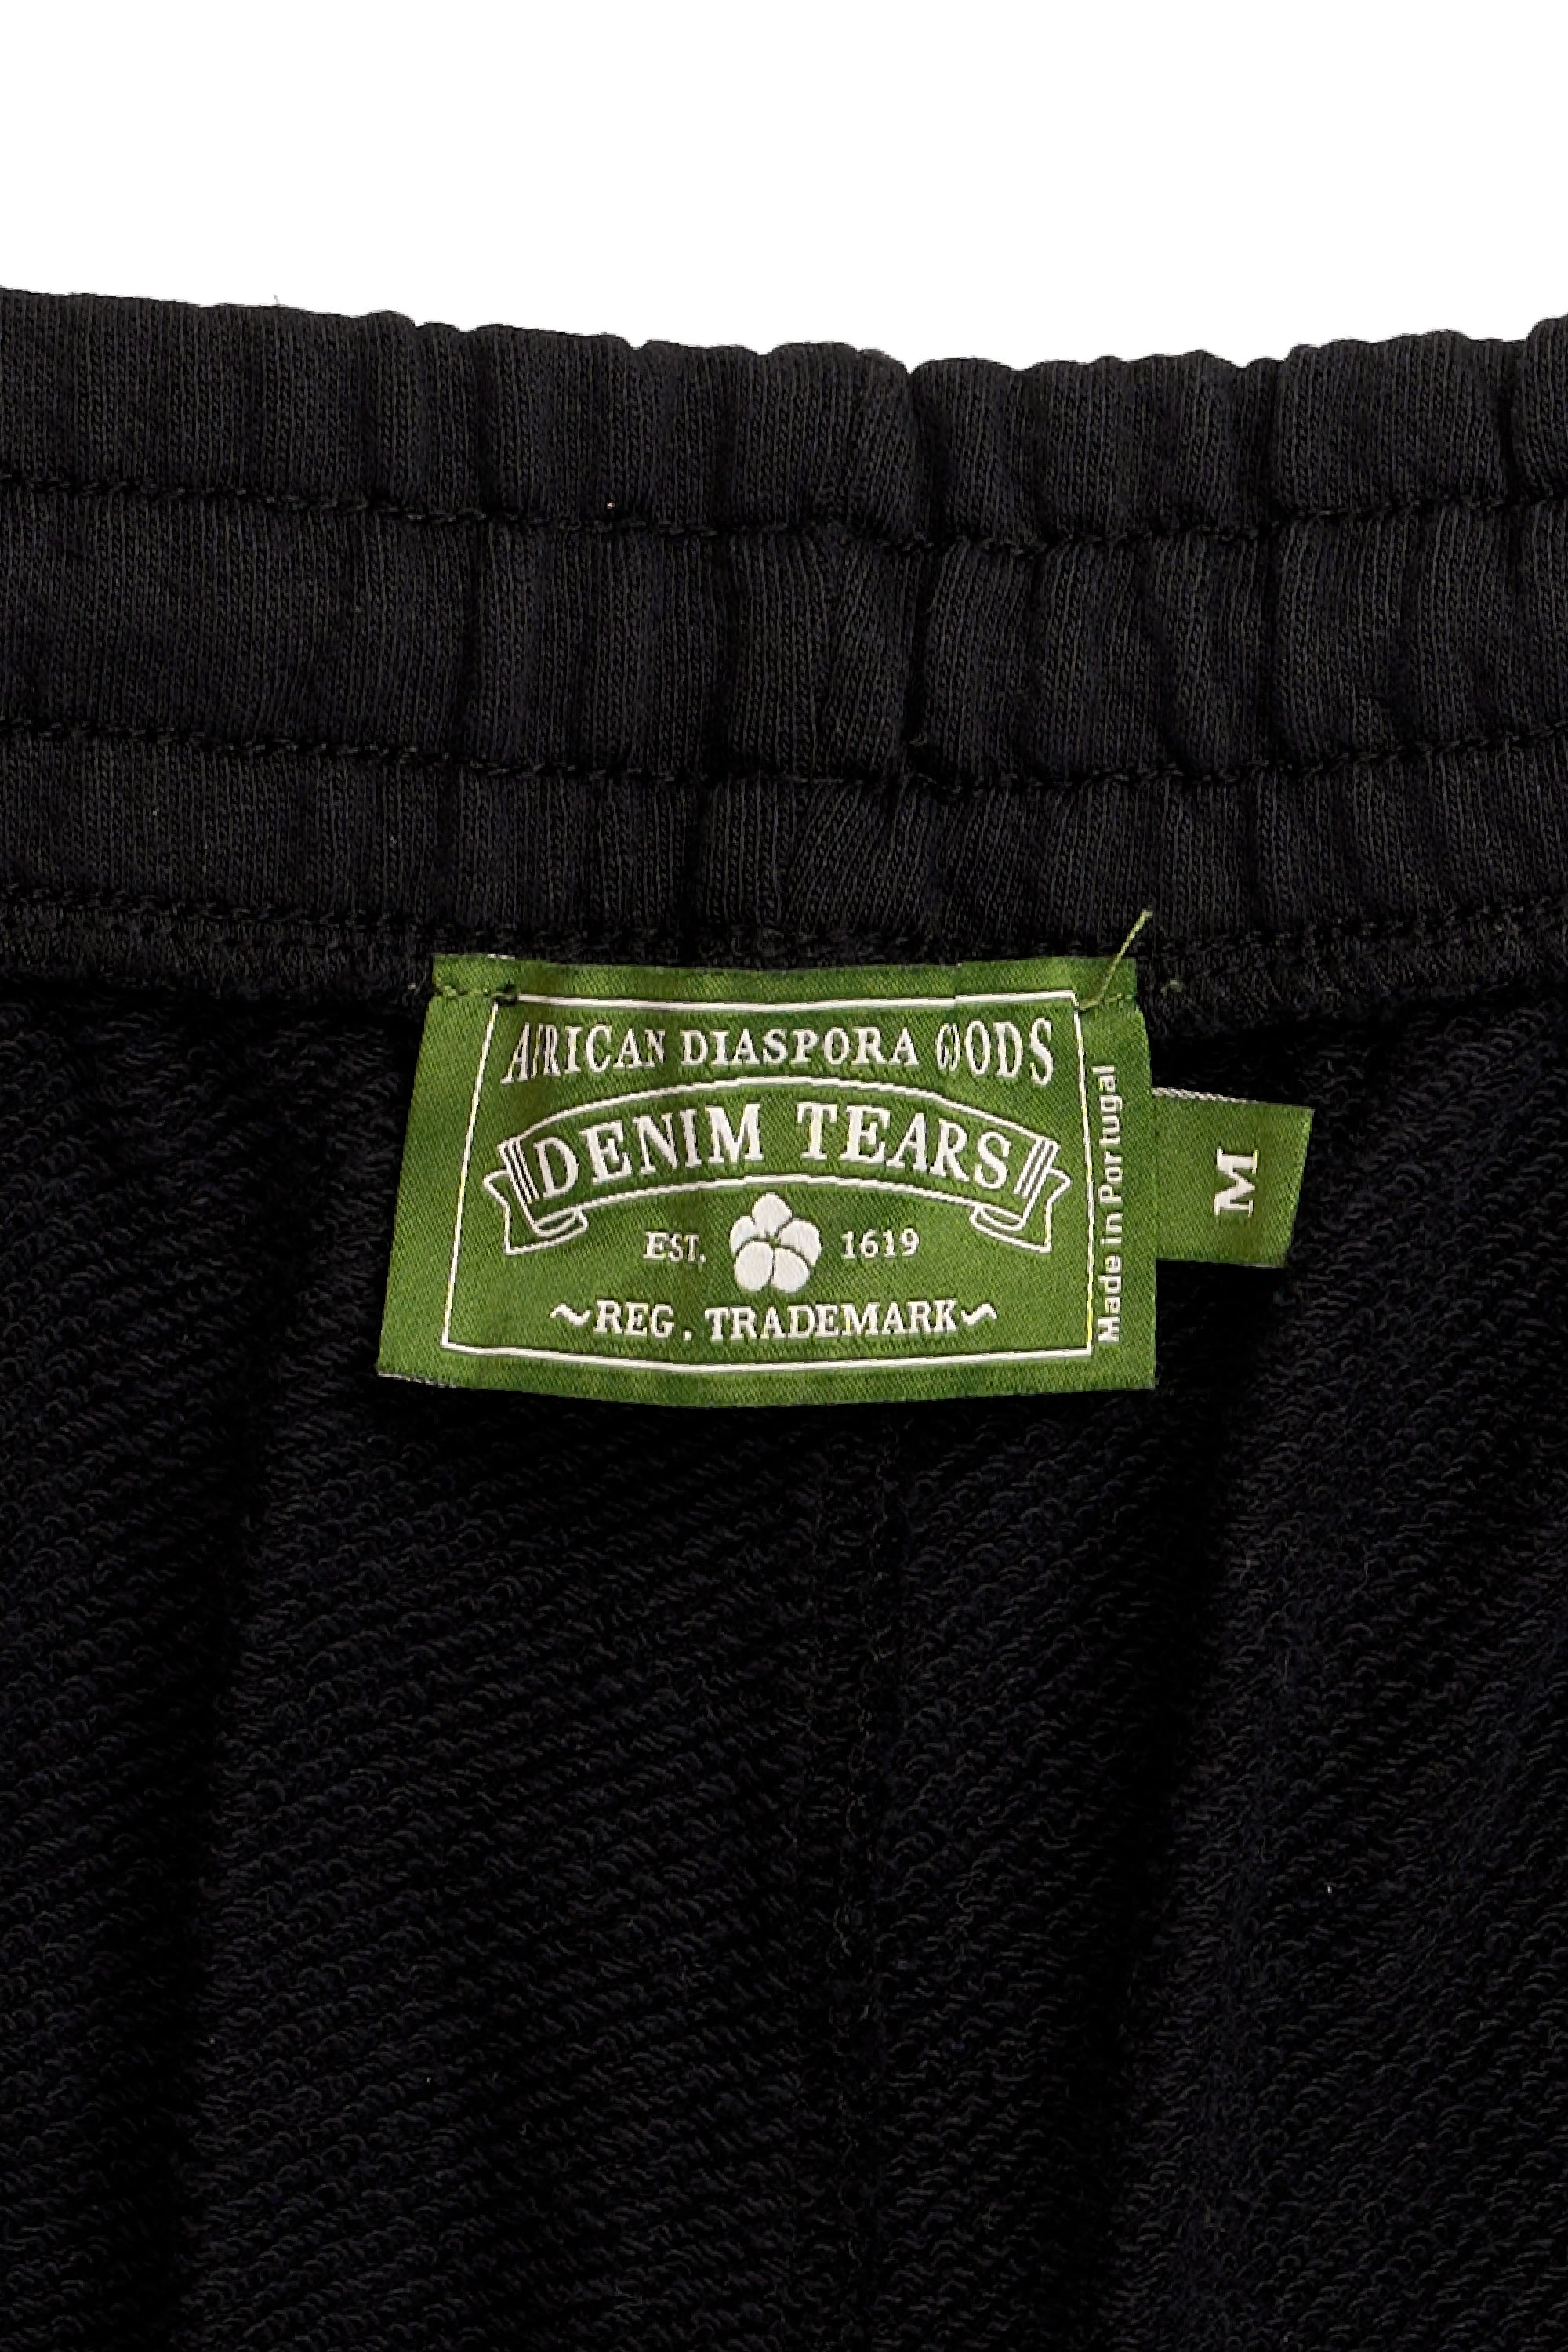 AFRICAN DIASPORA GOODS
DENIM TEARS
EST. 1619
~REG. TRADEMARK~
Made in Portugal
M